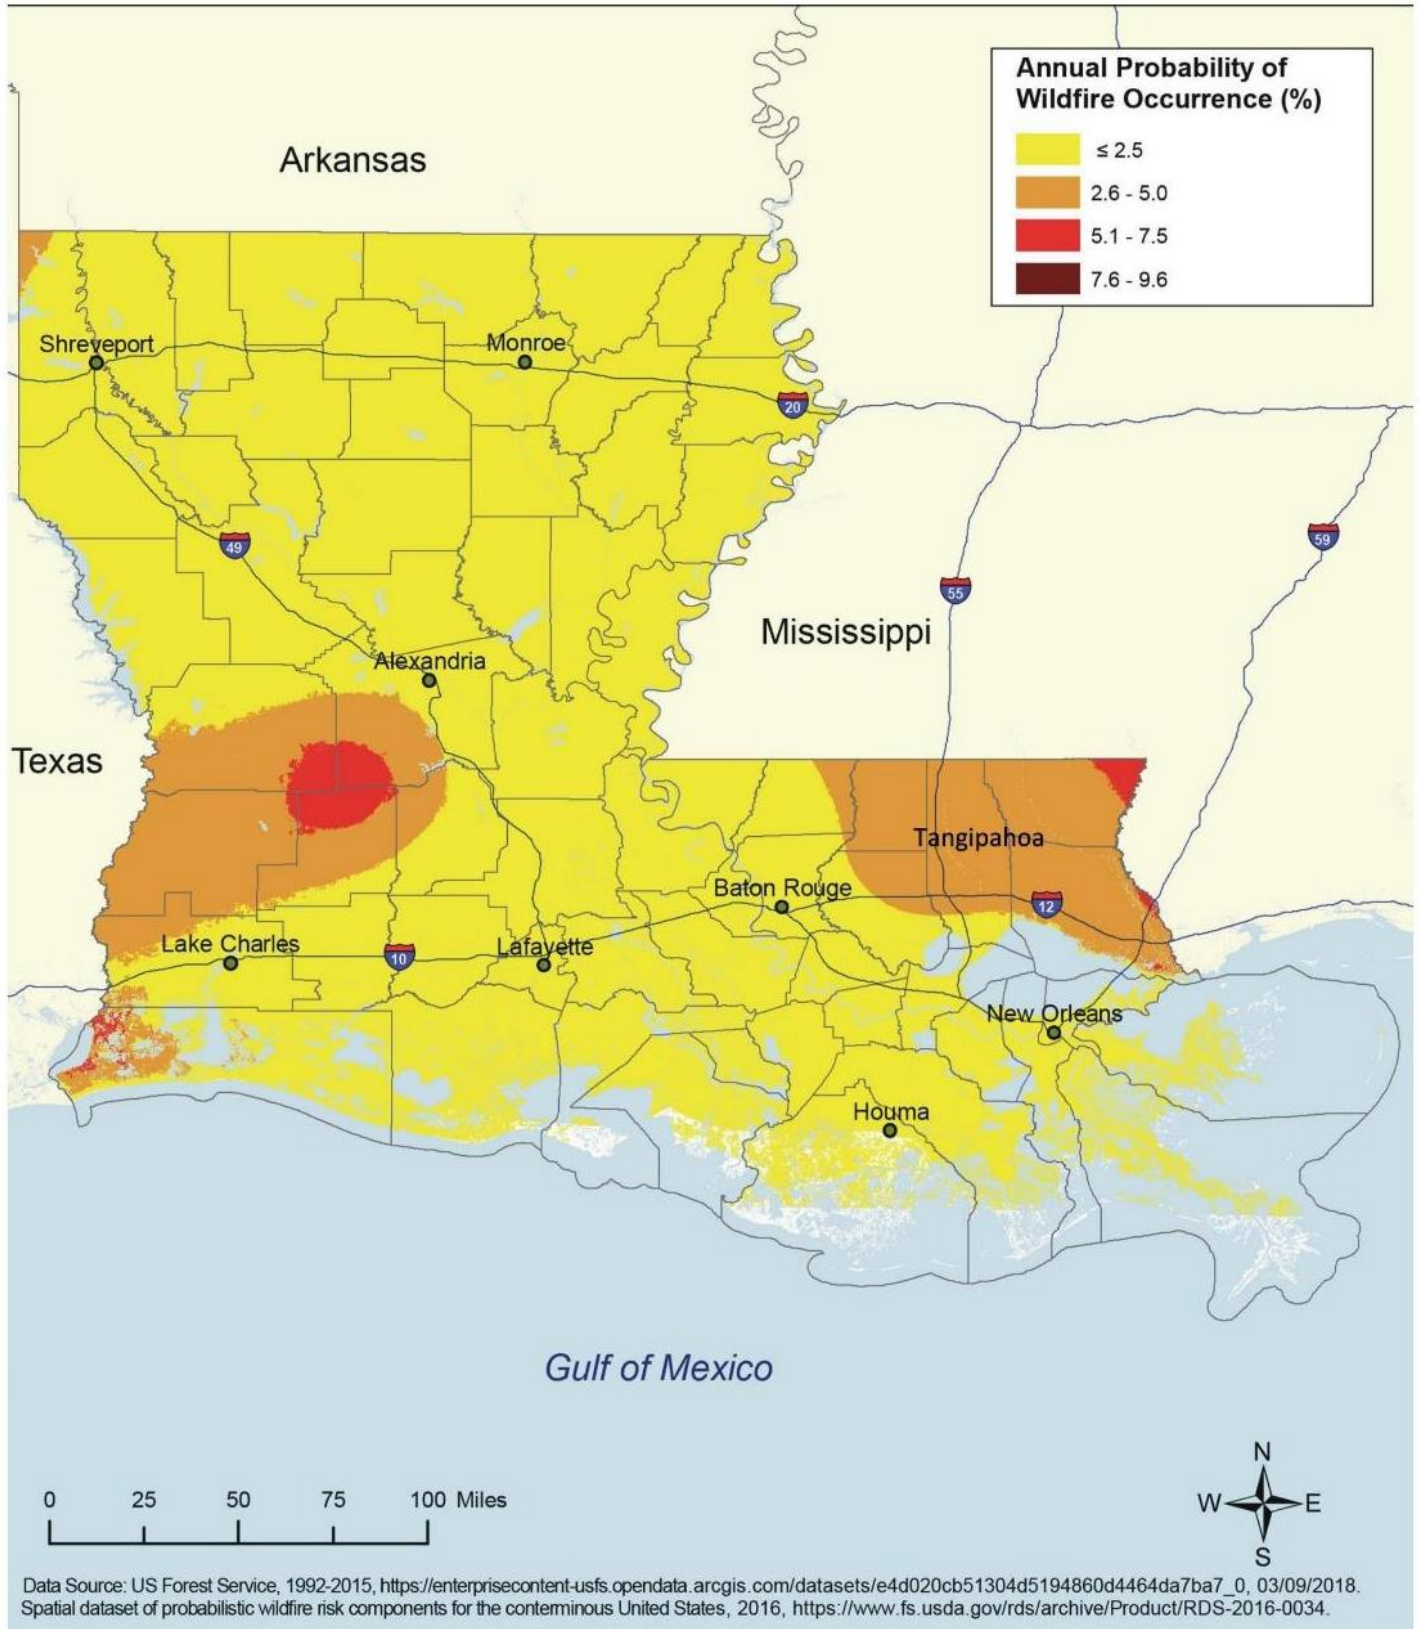 Annual Probability of
Wildfire Occurrence (%)
≤ 2.5
2.6 - 5.0
5.1 - 7.5
7.6 - 9.6
Arkansas
Shreveport
Monroe
20
49
59
55
Mississippi
Alexandria
Texas
Tangipahoa
Baton Rouge
12
Lake Charles
Lafayette
10
New Orleans
Houma
Gulf of Mexico
N
W E
S
0 25 50 75 100 Miles
Data Source: US Forest Service, 1992-2015, https://enterprisecontent-usfs.opendata.arcgis.com/datasets/e4d020cb51304d5194860d4464da7ba7_0, 03/09/2018.
Spatial dataset of probabilistic wildfire risk components for the conterminous United States, 2016, https://www.fs.usda.gov/rds/archive/Product/RDS-2016-0034.